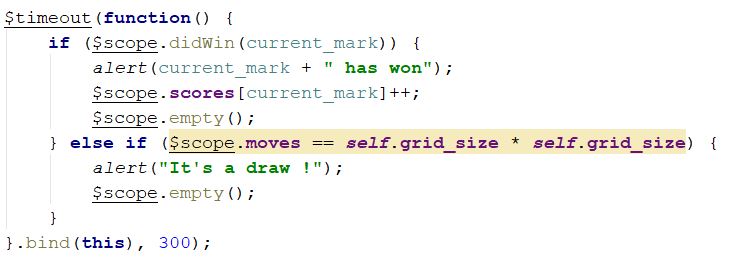 $timeout(function() {
    if ($scope.didWin(current_mark)) {
        alert(current_mark + " has won");
        $scope.scores[current_mark]++;
        $scope.empty();
    } else if ($scope.moves == self.grid_size * self.grid_size) {
        alert("It's a draw !");
        $scope.empty();
    }
}.bind(this), 300);